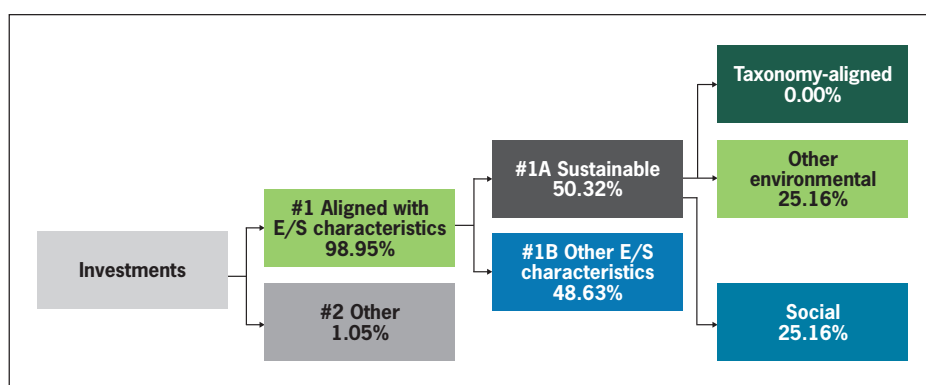 Investments
#1 Aligned with
E/S characteristics
98.95%
#2 Other
1.05%
#1A Sustainable
50.32%
#1B Other E/S
characteristics
48.63%
Taxonomy-aligned
0.00%
Other
environmental
25.16%
Social
25.16%